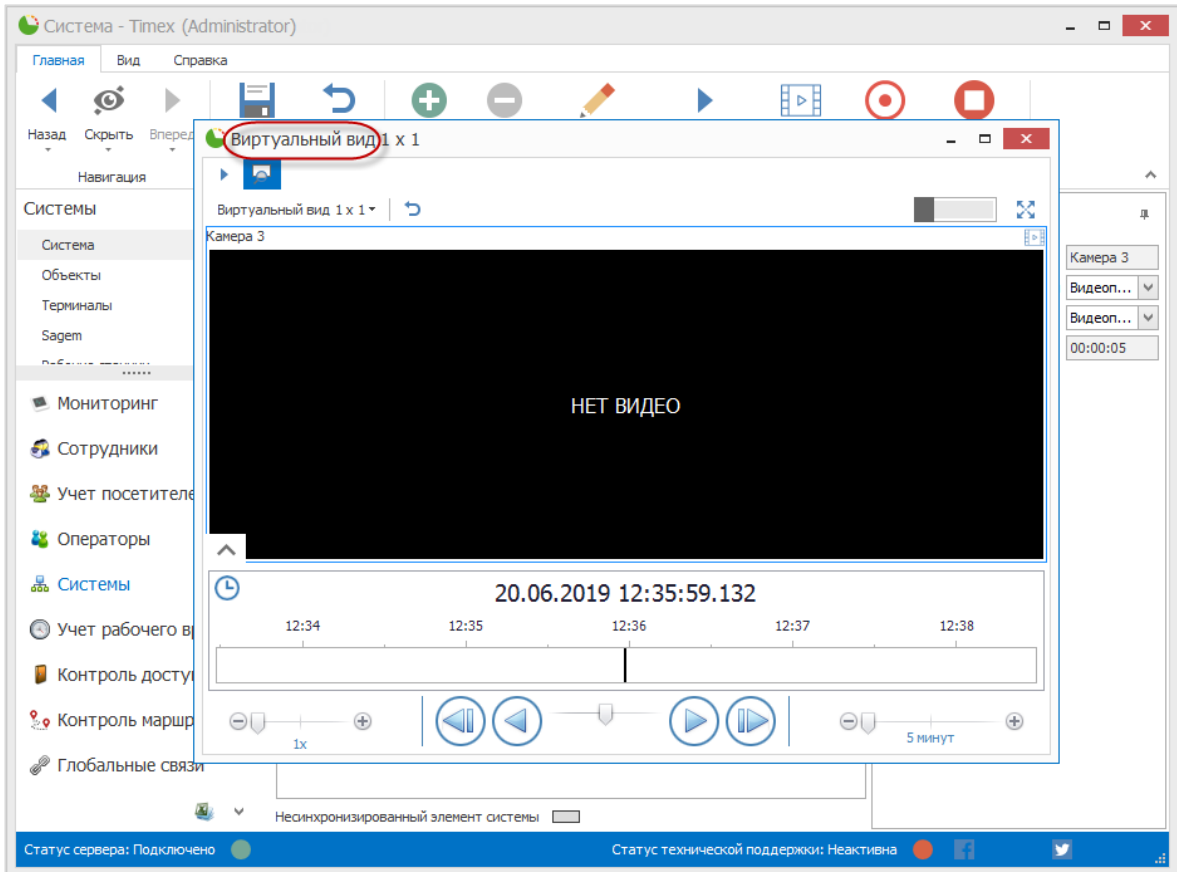 Система - Timex (Administrator)
Главная Вид Справка
Назад Скрыть Вперед
Навигация
Виртуальный вид 1 x 1
Виртуальный вид 1 x 1
Камера 3
НЕТ ВИДЕО
20.06.2019 12:35:59.132
12:34 12:35 12:36 12:37 12:38
1x
5 минут
Системы
Система
Объекты
Терминалы
Sagem
Мониторинг
Сотрудники
Учет посетителе
Операторы
Системы
Учет рабочего в
Контроль досту
Контроль маршр
Глобальные связи
Камера 3
Видеоп...
Видеоп...
00:00:05
Несинхронизированный элемент системы
Статус сервера: Подключено
Статус технической поддержки: Неактивна